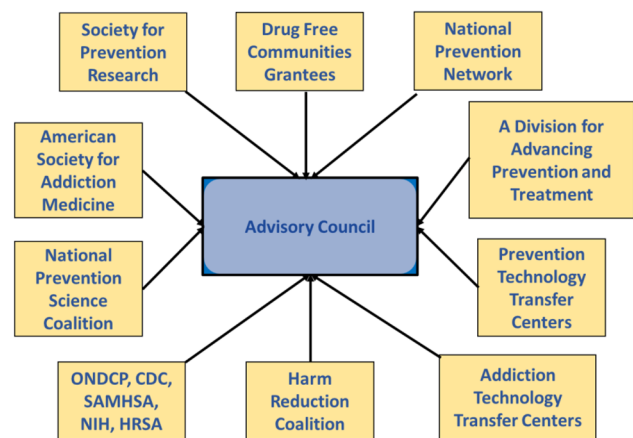 Society for
Prevention
Research
Drug Free
Communities
Grantees
National
Prevention
Network
American
Society for
Addiction
Medicine
A Division for
Advancing
Prevention and
Treatment
Advisory Council
National
Prevention
Science
Coalition
Prevention
Technology
Transfer
Centers
ONDCP, CDC,
SAMHSA,
NIH, HRSA
Harm
Reduction
Coalition
Addiction
Technology
Transfer Centers